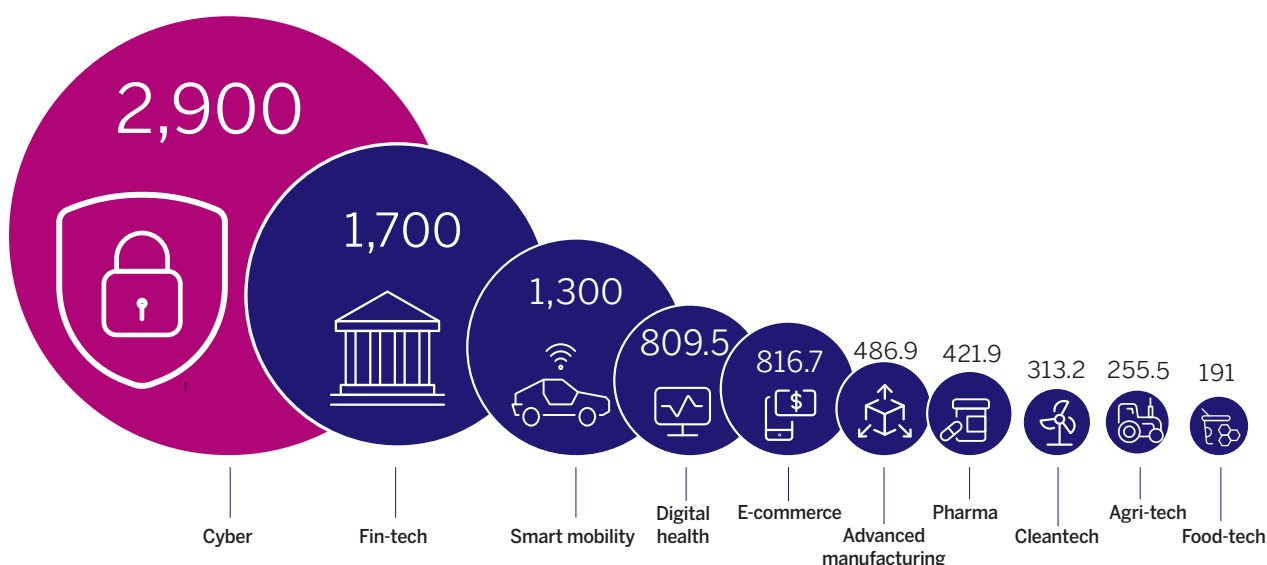 2,900
1,700
1,300
809.5
816.7
486.9
421.9
313.2
255.5
191
$
!
Cyber
Fin-tech
Smart mobility
Digital
health
E-commerce
Advanced
manufacturing
Pharma
Cleantech
Agri-tech
Food-tech